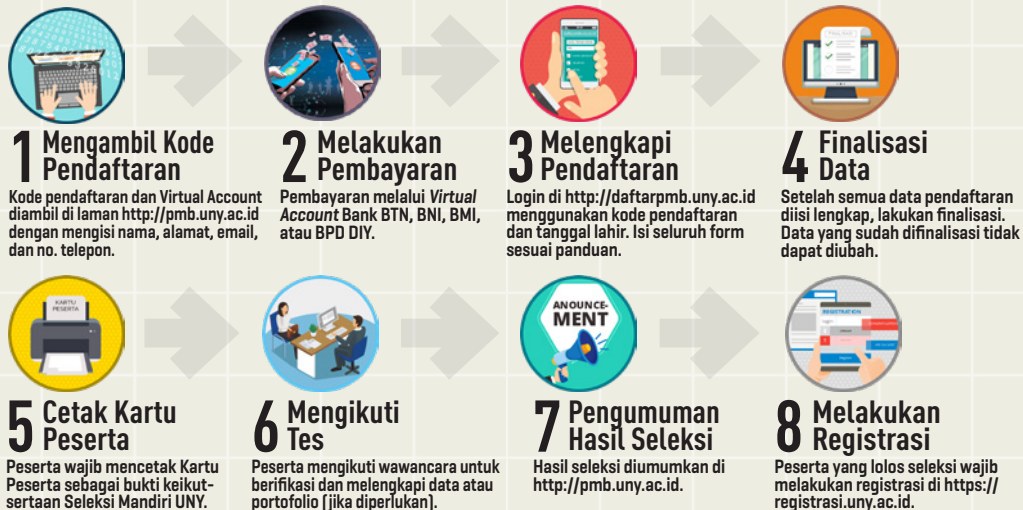 1 Mengambil Kode
Pendaftaran
Kode pendaftaran dan Virtual Account
diambil di laman http://pmb.uny.ac.id
dengan mengisi nama, alamat, email,
dan no. telepon.
2 Melakukan
Pembayaran
Pembayaran melalui Virtual
Account Bank BTN, BNI, BMI,
atau BPD DIY.
3 Melengkapi
Pendaftaran
Login di http://daftarpmb.uny.ac.id
menggunakan kode pendaftaran
dan tanggal lahir. Isi seluruh form
sesuai panduan.
FINALISASI
4 Finalisasi
Data
Setelah semua data pendaftaran
diisi lengkap, lakukan finalisasi.
Data yang sudah difinalisasi tidak
dapat diubah.
KARTU
PESERTA
5 Cetak Kartu
Peserta
Peserta wajib mencetak Kartu
Peserta sebagai bukti keikut-
sertaan Seleksi Mandiri UNY.
6 Mengikuti
Tes
Peserta mengikuti wawancara untuk
berifikasi dan melengkapi data atau
portofolio (jika diperlukan).
ANOUNCE-
MENT
7 Pengumuman
Hasil Seleksi
Hasil seleksi diumumkan di
http://pmb.uny.ac.id.
REGISTRATION
8 Melakukan
Registrasi
Peserta yang lolos seleksi wajib
melakukan registrasi di https://
registrasi.uny.ac.id.